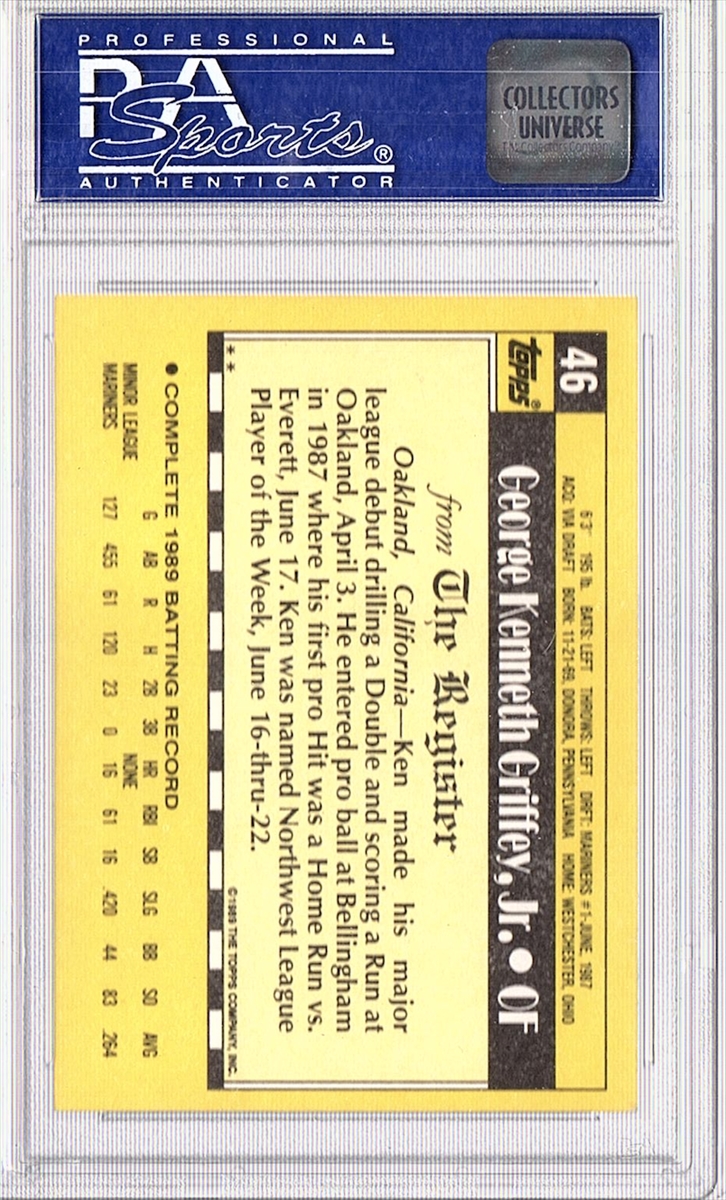 PROFESSIONAL
PSA
Sports®
AUTHENTICATOR
COLLECTORS
UNIVERSE
TM Collectors Company
46
topps®
6'3" 195 lb. BATS: LEFT THROWS: LEFT DRFT: MARINERS #1-JUNE, 1987
ACQ: VIA DRAFT BORN: 11-21-69, DONORA, PENNSYLVANIA HOME: WESTCHESTER, OHIO
George Kenneth Griffey, Jr. ● OF
from The Register
Oakland, California—Ken made his major
league debut drilling a Double and scoring a Run at
Oakland, April 3. He entered pro ball at Bellingham
in 1987 where his first pro Hit was a Home Run vs.
Everett, June 17. Ken was named Northwest League
Player of the Week, June 16-thru-22.
** ©1989 THE TOPPS COMPANY, INC.
● COMPLETE 1989 BATTING RECORD
G AB R H 2B 3B HR RBI SB SLG BB SO AVG
MINOR LEAGUE NONE
MARINERS 127 455 61 120 23 0 16 61 16 .420 44 83 .264